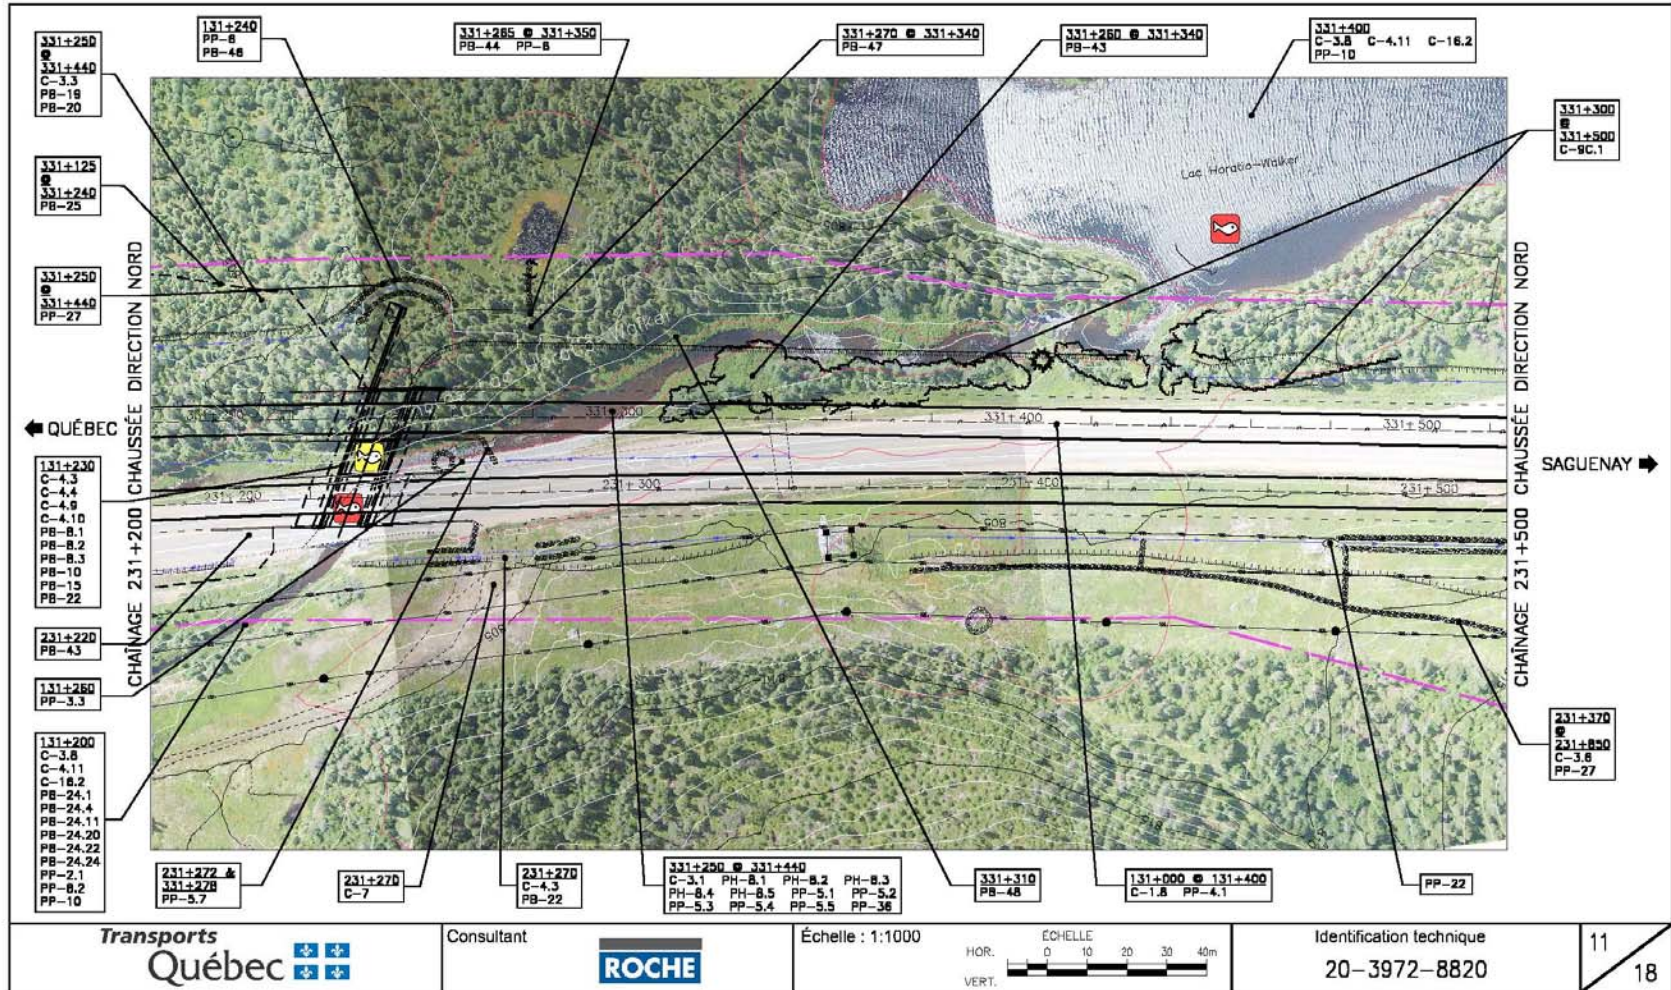 331+250
@
331+440
C-3.3
PB-19
PB-20
131+240
PP-6
PB-46
331+265 @ 331+350
PB-44 PP-6
331+270 @ 331+340
PB-47
331+260 @ 331+340
PB-43
331+400
C-3.8 C-4.11 C-16.2
PP-10
331+300
@
331+500
C-9C.1
331+125
@
331+240
PB-25
331+250
@
331+440
PP-27
Lac Horatio-Walker
Walker
CHAÎNAGE 231+200 CHAUSSÉE DIRECTION NORD
CHAÎNAGE 231+500 CHAUSSÉE DIRECTION NORD
QUÉBEC
SAGUENAY
331+300
331+400
331+500
231+200
231+300
231+400
231+500
805
805
131+230
C-4.3
C-4.4
C-4.9
C-4.10
PB-8.1
PB-8.2
PB-8.3
PB-10
PB-15
PB-22
231+220
PB-43
131+260
PP-3.3
131+200
C-3.8
C-4.11
C-16.2
PB-24.1
PB-24.4
PB-24.11
PB-24.20
PB-24.22
PB-24.24
PP-2.1
PP-8.2
PP-10
231+272 &
331+278
PP-5.7
231+270
C-7
231+270
C-4.3
PB-22
331+250 @ 331+440
C-3.1 PH-8.1 PH-8.2 PH-8.3
PH-8.4 PH-8.5 PP-5.1 PP-5.2
PP-5.3 PP-5.4 PP-5.5 PP-36
331+310
PB-48
131+000 @ 131+400
C-1.8 PP-4.1
PP-22
231+370
@
231+850
C-3.6
PP-27
Transports
Québec
Consultant
ROCHE
Échelle : 1:1000
ÉCHELLE
HOR. 0 10 20 30 40m
VERT.
Identification technique
20-3972-8820
11
18